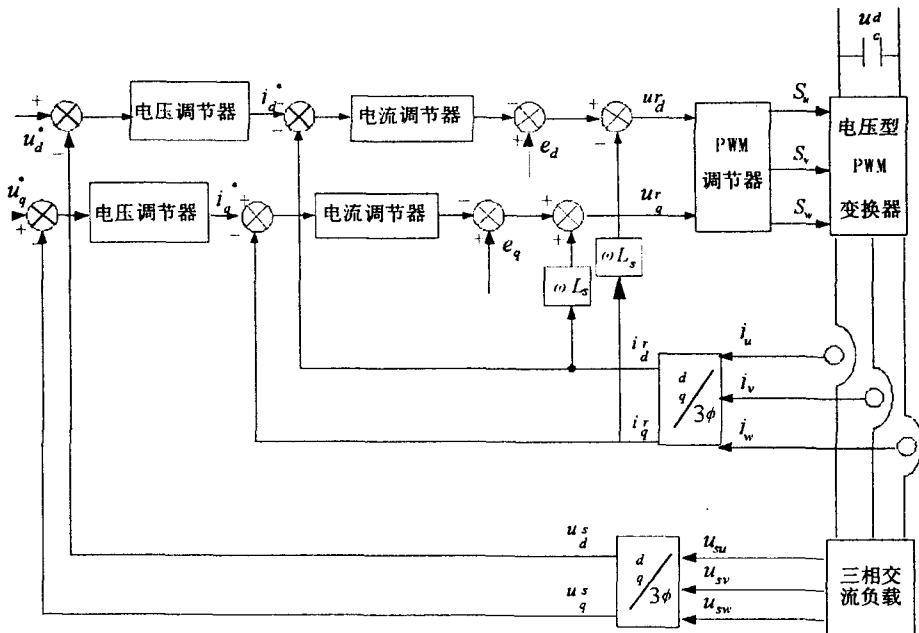 u_c^d
+
电压调节器
i_d^*
−
电流调节器
−
+
+
e_d
u_d^r
−
u_d^*
−
PWM
调节器
S_u
S_v
S_w
电压型
PWM
变换器
u_q^*
+
−
电压调节器
i_q^*
+
−
电流调节器
−
+
e_q
+
+
u_q^r
ωL_s
ωL_s
i_d^r
i_q^r
d
q
3ϕ
i_u
i_v
i_w
u_d^s
u_q^s
d
q
3ϕ
u_su
u_sv
u_sw
三相交
流负载